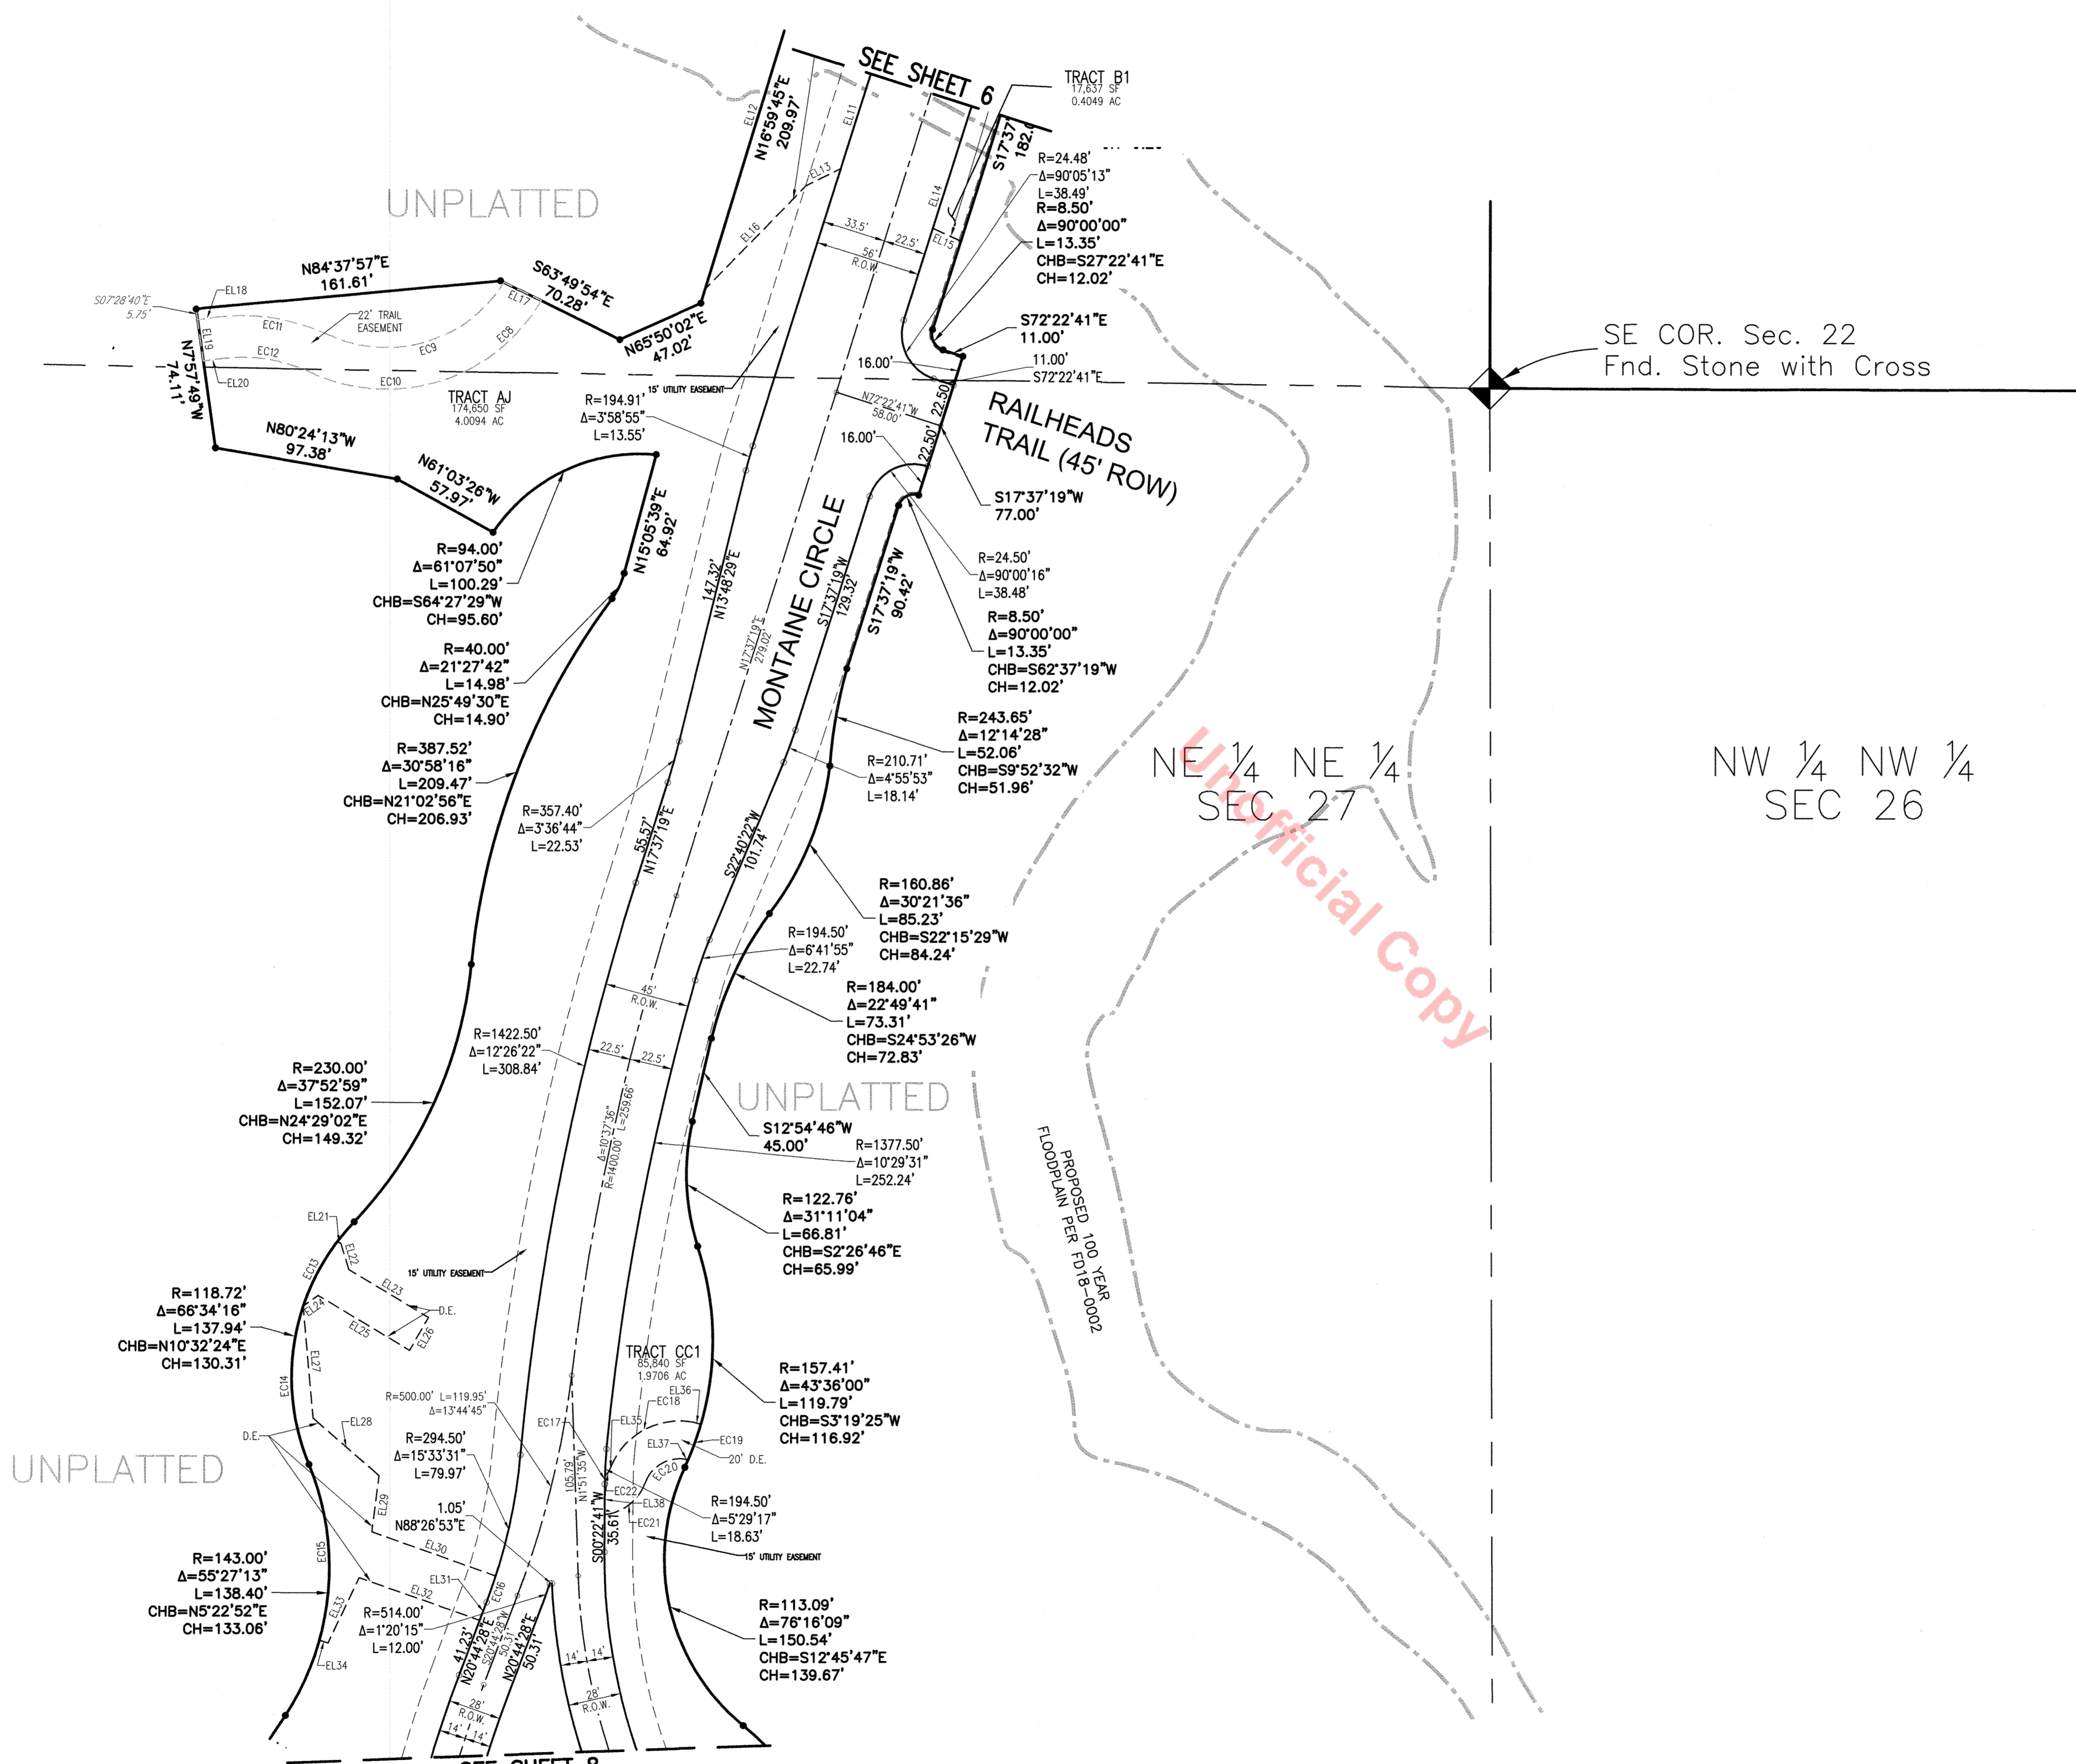 SEE SHEET 6
TRACT B1
17,637 SF
0.4049 AC
EL12
N16°59'45"E
209.97'
EL11
EL13
EL14
EL15
EL16
S17°37'
182.0
R=24.48'
Δ=90°05'13"
L=38.49'
R=8.50'
Δ=90°00'00"
L=13.35'
CHB=S27°22'41"E
CH=12.02'
UNPLATTED
33.5'
22.5'
56'
R.O.W.
N84°37'57"E
161.61'
S63°49'54"E
70.28'
N65°50'02"E
47.02'
S07°28'40"E
5.75'
EL18
EL17
EL19
EL20
EC11
EC12
EC9
EC8
EC10
22' TRAIL
EASEMENT
N7°57'49"W
74.11'
TRACT AJ
174,650 SF
4.0094 AC
15' UTILITY EASEMENT
S72°22'41"E
11.00'
16.00'
11.00'
S72°22'41"E
SE COR. Sec. 22
Fnd. Stone with Cross
R=194.91'
Δ=3°58'55"
L=13.55'
N72°22'41"W
58.00'
22.50'
22.50'
16.00'
RAILHEADS
TRAIL (45' ROW)
N80°24'13"W
97.38'
N61°03'26"W
57.97'
S17°37'19"W
77.00'
N15°05'39"E
64.92'
R=94.00'
Δ=61°07'50"
L=100.29'
CHB=S64°27'29"W
CH=95.60'
147.32'
N13°48'29"E
MONTAINE CIRCLE
N17°37'19"E
279.02'
S17°37'19"W
129.32'
S17°37'19"W
90.42'
R=24.50'
Δ=90°00'16"
L=38.48'
R=8.50'
Δ=90°00'00"
L=13.35'
CHB=S62°37'19"W
CH=12.02'
R=40.00'
Δ=21°27'42"
L=14.98'
CHB=N25°49'30"E
CH=14.90'
R=387.52'
Δ=30°58'16"
L=209.47'
CHB=N21°02'56"E
CH=206.93'
R=243.65'
Δ=12°14'28"
L=52.06'
CHB=S9°52'32"W
CH=51.96'
R=210.71'
Δ=4°55'53"
L=18.14'
NE ¼ NE ¼
SEC 27
NW ¼ NW ¼
SEC 26
Unofficial Copy
R=357.40'
Δ=3°36'44"
L=22.53'
55.57'
N17°37'19"E
S22°40'22"W
101.74'
R=160.86'
Δ=30°21'36"
L=85.23'
CHB=S22°15'29"W
CH=84.24'
R=194.50'
Δ=6°41'55"
L=22.74'
45'
R.O.W.
R=184.00'
Δ=22°49'41"
L=73.31'
CHB=S24°53'26"W
CH=72.83'
R=1422.50'
Δ=12°26'22"
L=308.84'
22.5'
22.5'
R=230.00'
Δ=37°52'59"
L=152.07'
CHB=N24°29'02"E
CH=149.32'
UNPLATTED
Δ=10°37'36"
R=1400.00' L=259.66'
S12°54'46"W
45.00'
R=1377.50'
Δ=10°29'31"
L=252.24'
PROPOSED 100 YEAR
FLOODPLAIN PER FD18-0002
R=122.76'
Δ=31°11'04"
L=66.81'
CHB=S2°26'46"E
CH=65.99'
EL21
EL22
EC13
EL23
15' UTILITY EASEMENT
EL24
EL25
D.E.
EL26
R=118.72'
Δ=66°34'16"
L=137.94'
CHB=N10°32'24"E
CH=130.31'
EL27
EC14
TRACT CC1
85,840 SF
1.9706 AC
R=157.41'
Δ=43°36'00"
L=119.79'
CHB=S3°19'25"W
CH=116.92'
R=500.00' L=119.95'
Δ=13°44'45"
EL36
EC18
EC17
EL35
EC19
EL37
EC20
20' D.E.
EL28
D.E.
R=294.50'
Δ=15°33'31"
L=79.97'
UNPLATTED
EL29
105.79'
N1°51'35"W
EC22
EL38
EC21
1.05'
N88°26'53"E
S00°22'41"W
35.61'
R=194.50'
Δ=5°29'17"
L=18.63'
15' UTILITY EASEMENT
EC15
EL30
EL31
EC16
EL32
EL33
EL34
R=143.00'
Δ=55°27'13"
L=138.40'
CHB=N5°22'52"E
CH=133.06'
R=514.00'
Δ=1°20'15"
L=12.00'
41.23'
N20°44'28"E
S20°44'28"W
50.31'
N20°44'28"E
50.31'
R=113.09'
Δ=76°16'09"
L=150.54'
CHB=S12°45'47"E
CH=139.67'
14'
14'
28'
R.O.W.
28'
R.O.W.
14'
14'
SEE SHEET 8